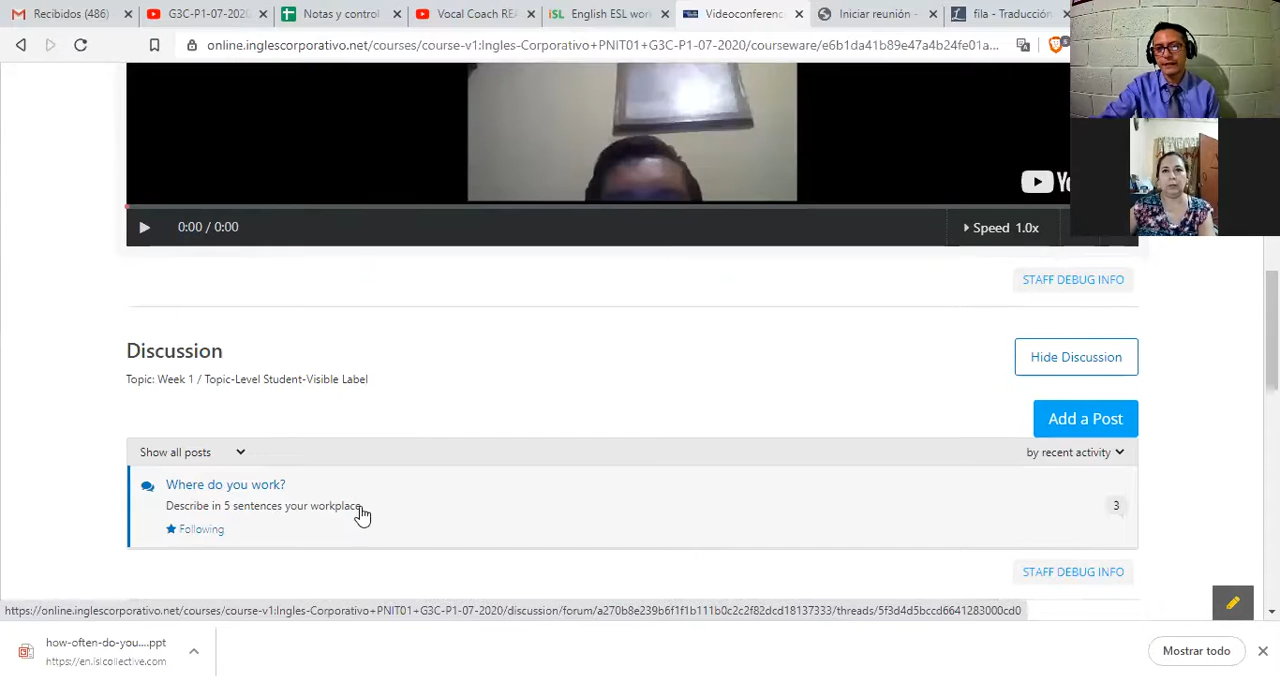 Recibidos (486)
G3C-P1-07-202
Notas y control
Vocal Coach RE
iSL English ESL wor
Videoconferenc
Iniciar reunión -
fila - Traducción
online.inglescorporativo.net/courses/course-v1:Ingles-Corporativo+PNIT01+G3C-P1-07-2020/courseware/e6b1da41b89e47a4b24fe01a...
0:00 / 0:00
Speed 1.0x
STAFF DEBUG INFO
Discussion
Hide Discussion
Topic: Week 1 / Topic-Level Student-Visible Label
Add a Post
Show all posts
by recent activity
Where do you work?
Describe in 5 sentences your workplace
3
Following
STAFF DEBUG INFO
https://online.inglescorporativo.net/courses/course-v1:Ingles-Corporativo+PNIT01+G3C-P1-07-2020/discussion/forum/a270b8e239b6f1f1b111b0c2c2f82dcd18137333/threads/5f3d4d5bccd6641283000cd0
how-often-do-you....ppt
https://en.islcollective.com
Mostrar todo